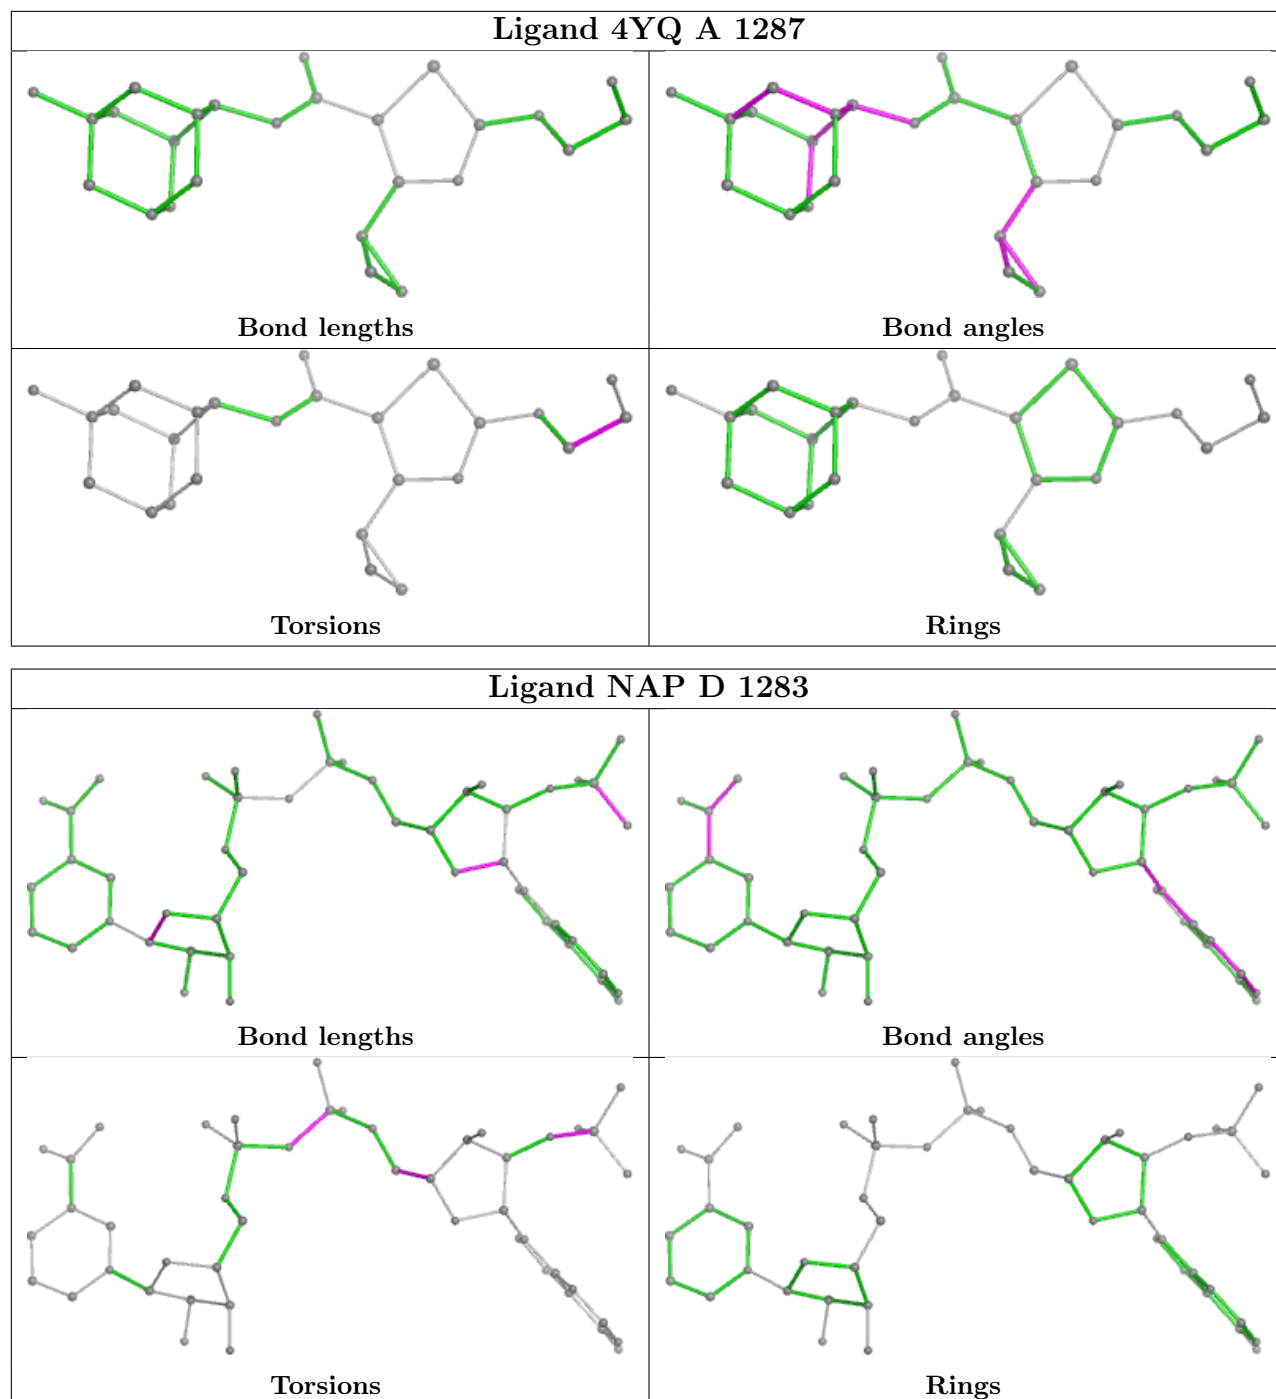 Ligand 4YQ A 1287
Bond lengths
Bond angles
Torsions
Rings
Ligand NAP D 1283
Bond lengths
Bond angles
Torsions
Rings